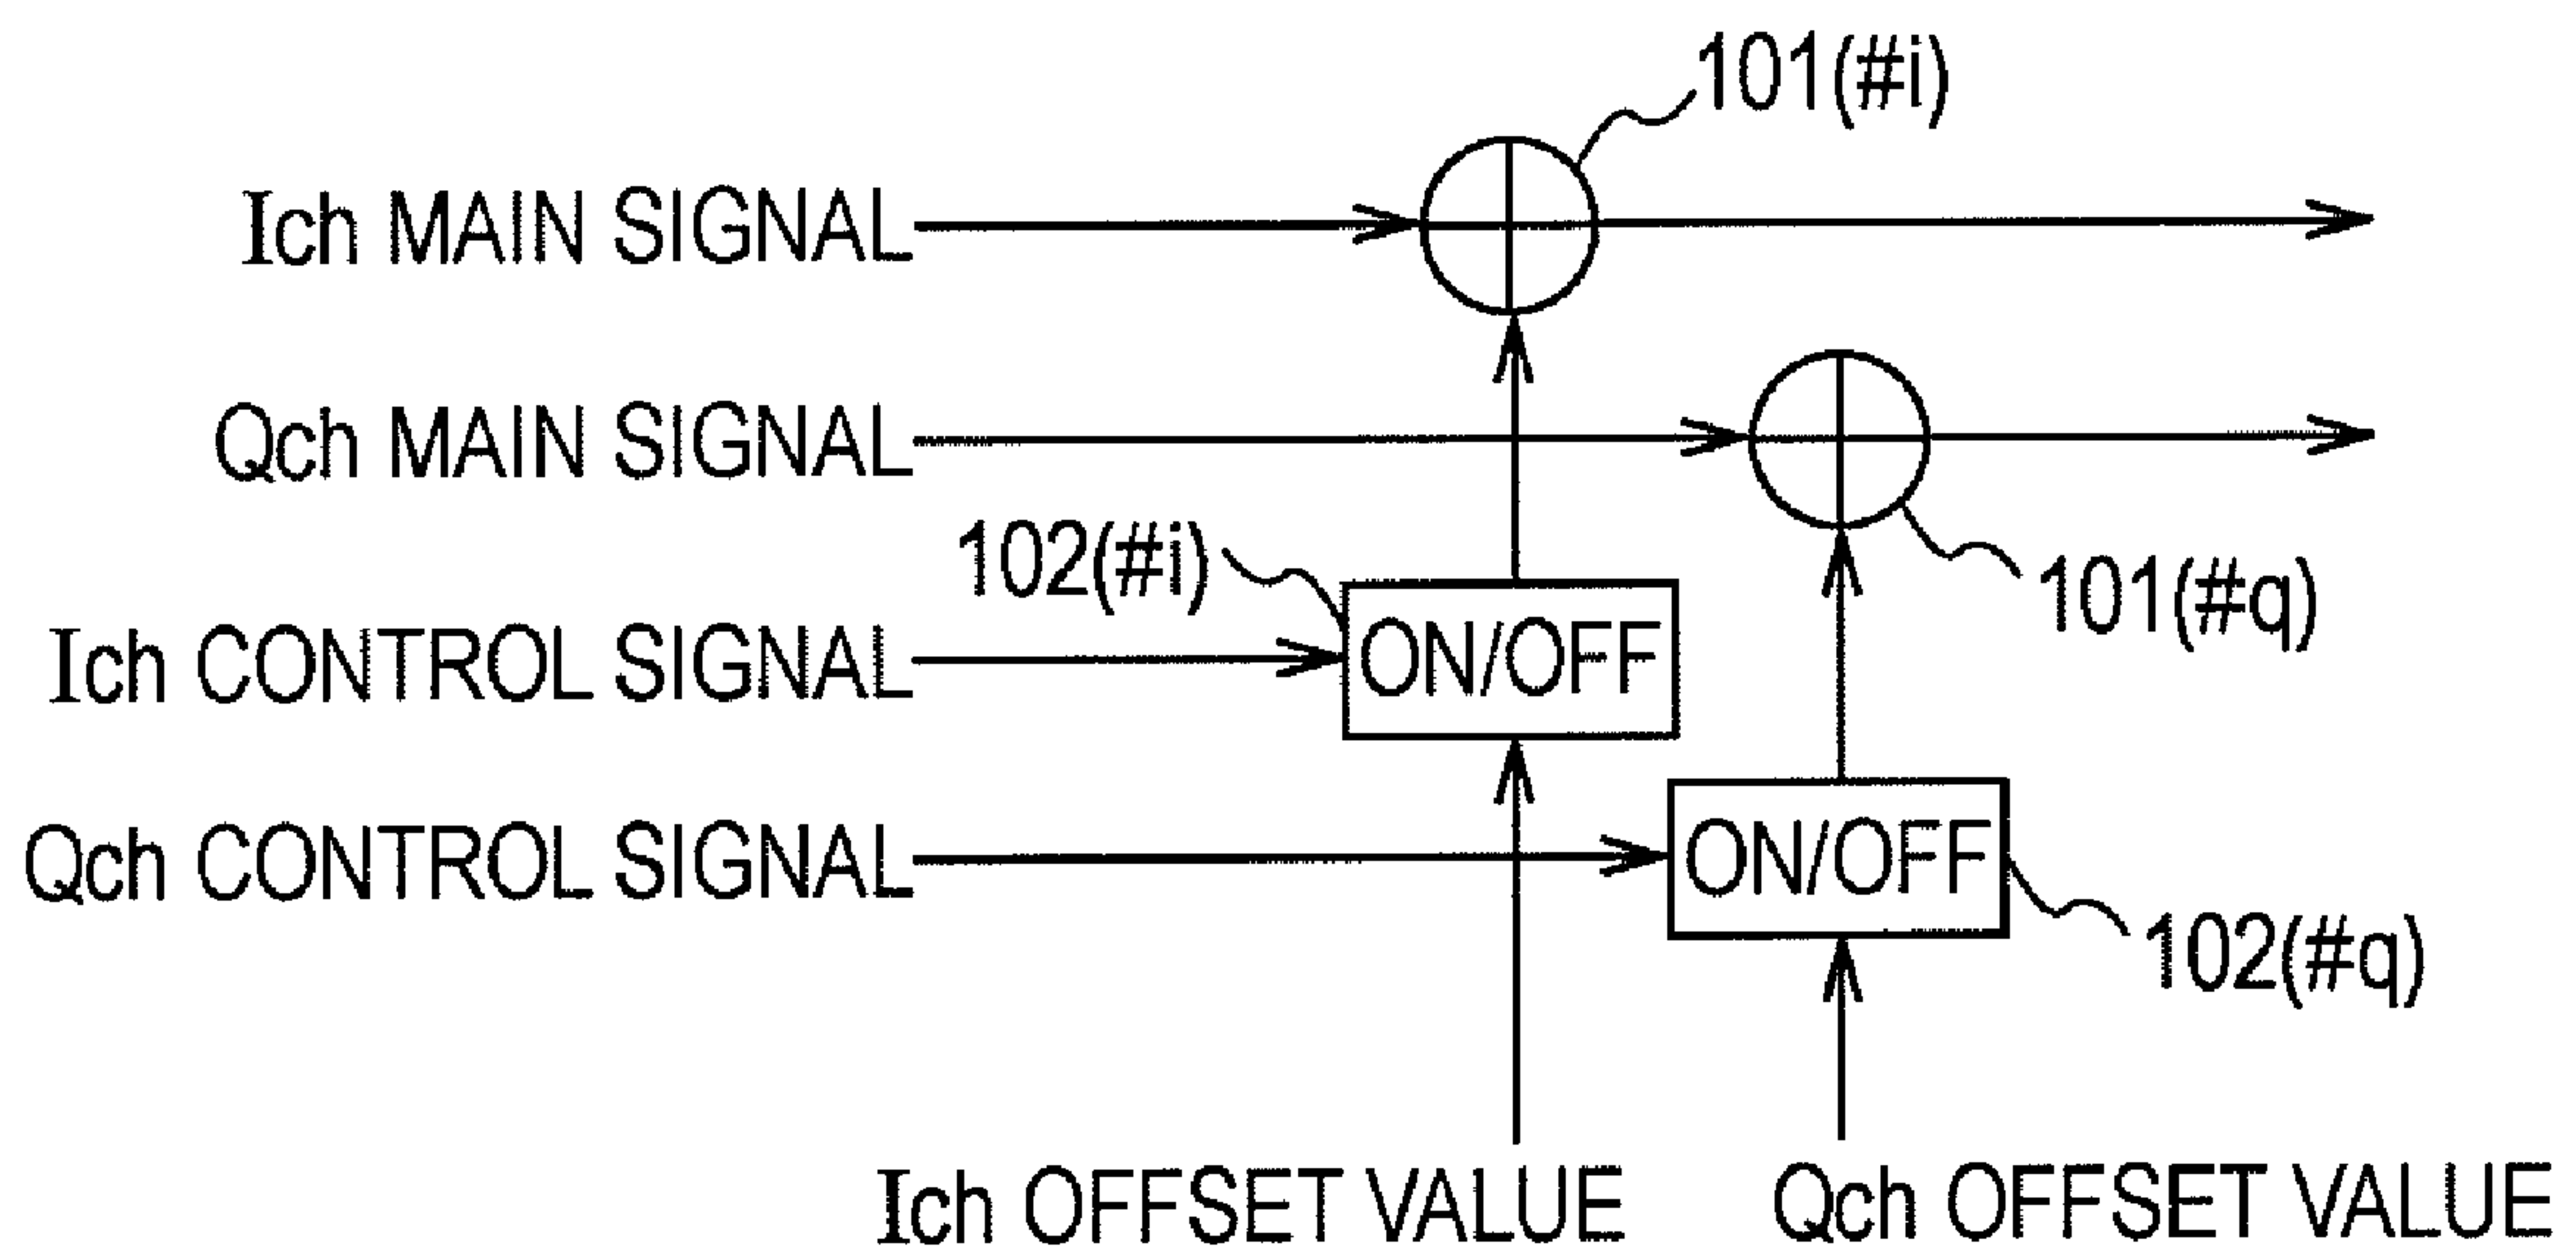 101(#i)
Ich MAIN SIGNAL
Qch MAIN SIGNAL
102(#i)
101(#q)
Ich CONTROL SIGNAL
ON/OFF
Qch CONTROL SIGNAL
ON/OFF
102(#q)
Ich OFFSET VALUE
Qch OFFSET VALUE